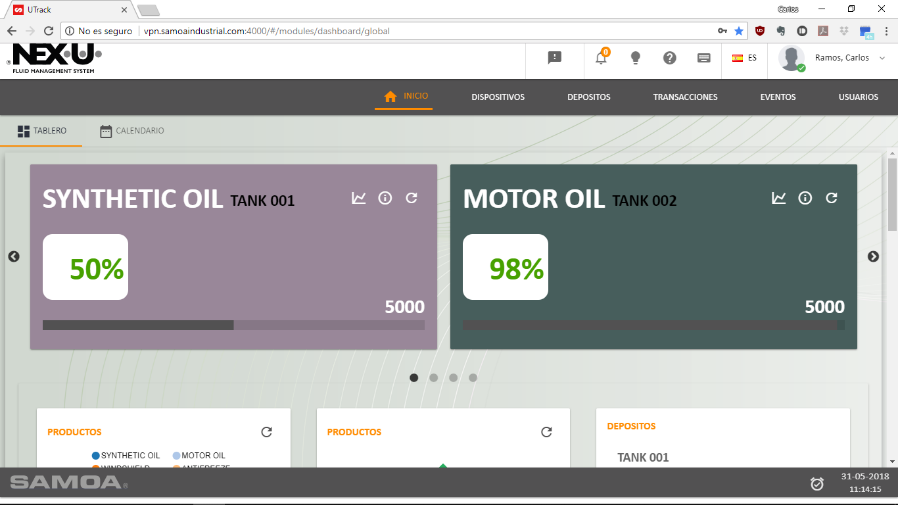 UTrack
Carlos
No es seguro | vpn.samoaindustrial.com:4000/#/modules/dashboard/global
NEX·U·
FLUID MANAGEMENT SYSTEM
0
ES
Ramos, Carlos
INICIO
DISPOSITIVOS
DEPOSITOS
TRANSACCIONES
EVENTOS
USUARIOS
TABLERO
CALENDARIO
SYNTHETIC OIL TANK 001
50%
5000
MOTOR OIL TANK 002
98%
5000
PRODUCTOS
SYNTHETIC OIL
MOTOR OIL
WINDSHIELD
ANTIFREEZE
PRODUCTOS
DEPOSITOS
TANK 001
SAMOA®
31-05-2018
11:14:15